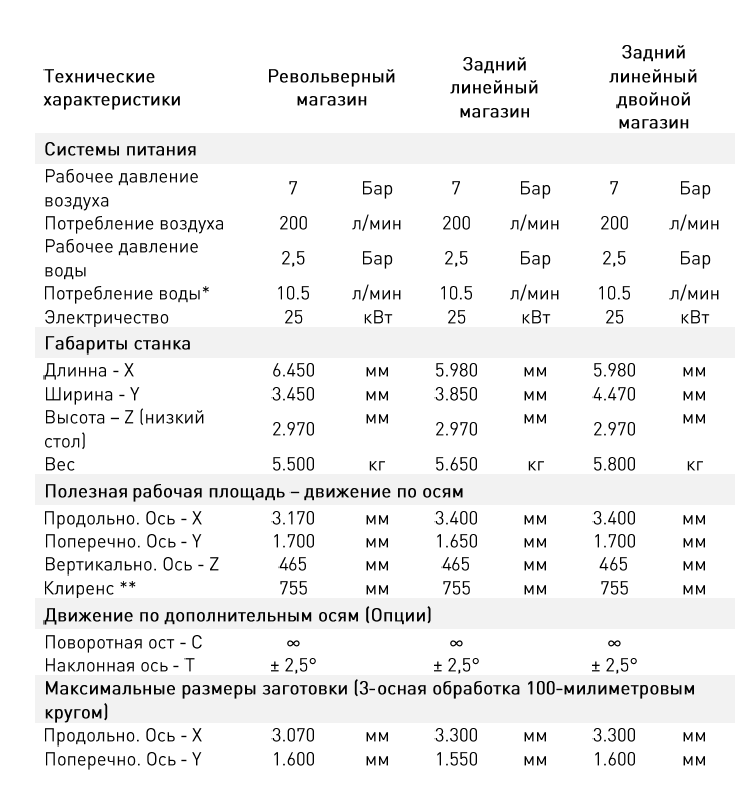 Технические характеристики Револьверный магазин Задний линейный магазин Задний линейный двойной магазин
Системы питания
Рабочее давление воздуха 7 Бар 7 Бар 7 Бар
Потребление воздуха 200 л/мин 200 л/мин 200 л/мин
Рабочее давление воды 2,5 Бар 2,5 Бар 2,5 Бар
Потребление воды* 10.5 л/мин 10.5 л/мин 10.5 л/мин
Электричество 25 кВт 25 кВт 25 кВт
Габариты станка
Длинна - X 6.450 мм 5.980 мм 5.980 мм
Ширина - Y 3.450 мм 3.850 мм 4.470 мм
Высота – Z (низкий стол) 2.970 мм 2.970 мм 2.970 мм
Вес 5.500 кг 5.650 кг 5.800 кг
Полезная рабочая площадь – движение по осям
Продольно. Ось - X 3.170 мм 3.400 мм 3.400 мм
Поперечно. Ось - Y 1.700 мм 1.650 мм 1.700 мм
Вертикально. Ось - Z 465 мм 465 мм 465 мм
Клиренс ** 755 мм 755 мм 755 мм
Движение по дополнительным осям (Опции)
Поворотная ост - C ∞ ∞ ∞
Наклонная ось - T ± 2,5° ± 2,5° ± 2,5°
Максимальные размеры заготовки (3-осная обработка 100-милиметровым
кругом)
Продольно. Ось - X 3.070 мм 3.300 мм 3.300 мм
Поперечно. Ось - Y 1.600 мм 1.550 мм 1.600 мм